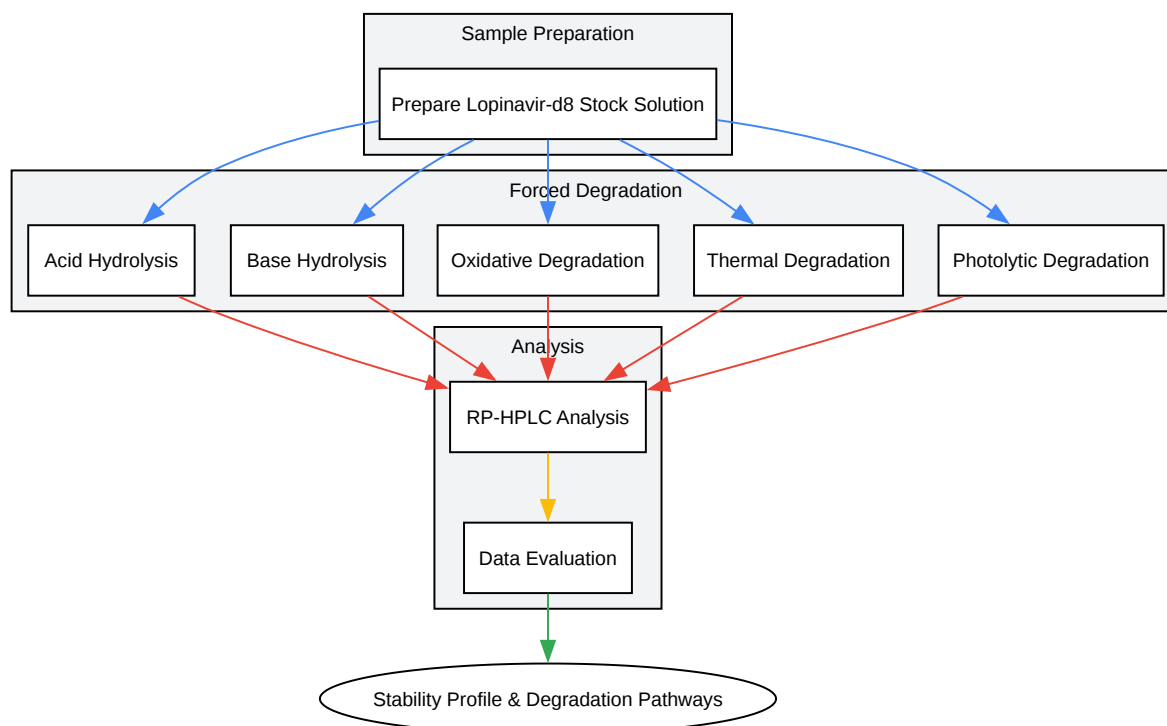 Sample Preparation
Prepare Lopinavir-d8 Stock Solution
Forced Degradation
Acid Hydrolysis
Base Hydrolysis
Oxidative Degradation
Thermal Degradation
Photolytic Degradation
Analysis
RP-HPLC Analysis
Data Evaluation
Stability Profile & Degradation Pathways